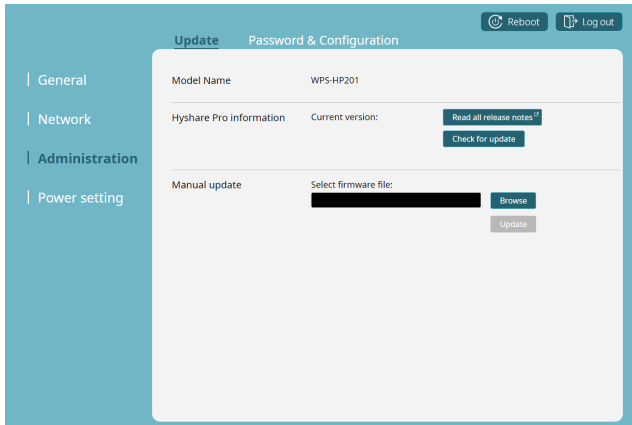 Reboot
Log out
Update
Password & Configuration
General
Network
Administration
Power setting
Model Name
WPS-HP201
Hyshare Pro information
Current version:
Read all release notes
Check for update
Manual update
Select firmware file:
Browse
Update